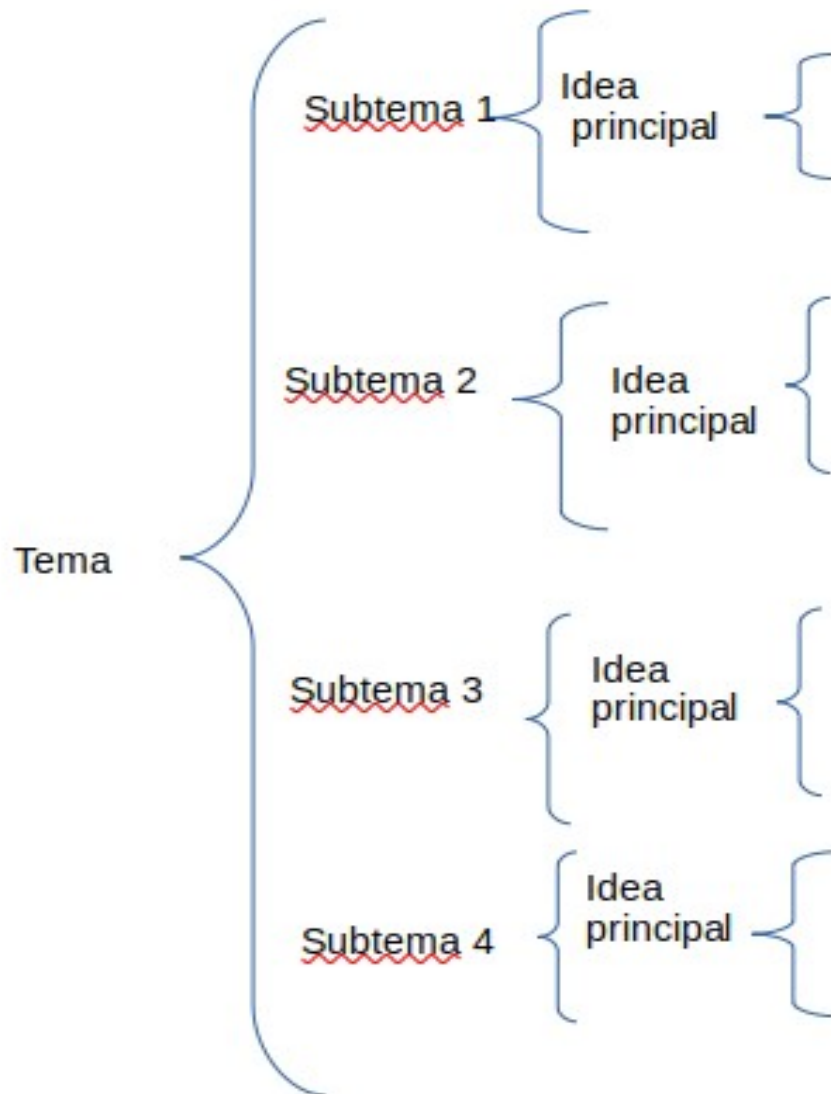 Subtema 1
Idea
principal
Subtema 2
Idea
principal
Tema
Subtema 3
Idea
principal
Subtema 4
Idea
principal